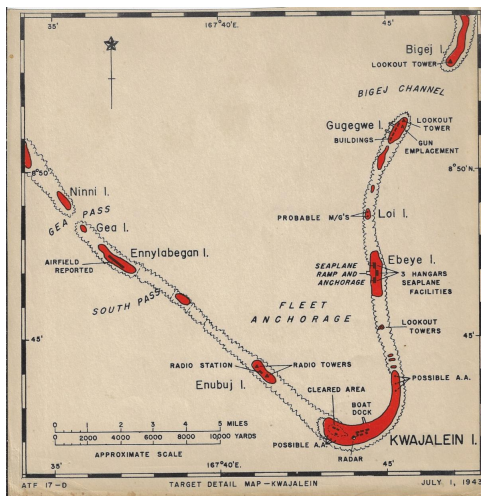 35'
167°40'E.
45'
Bigej I.
LOOKOUT TOWER
BIGEJ CHANNEL
Gugegwe I.
LOOKOUT
TOWER
BUILDINGS
GUN
EMPLACEMENT
8°50'
8°50'N.
Ninni I.
GEA PASS
Gea I.
PROBABLE M/G'S
Loi I.
Ennylabegan I.
AIRFIELD
REPORTED
Ebeye I.
SEAPLANE
RAMP AND
ANCHORAGE
3 HANGARS
SEAPLANE
FACILITIES
SOUTH PASS
FLEET
ANCHORAGE
LOOKOUT
TOWERS
45'
45'
RADIO STATION
RADIO TOWERS
Enubuj I.
POSSIBLE A.A.
CLEARED AREA
BOAT
DOCK
KWAJALEIN I.
POSSIBLE A.A.
RADAR
0 1 2 3 4 5 MILES
0 2000 4000 6000 8000 10000 YARDS
APPROXIMATE SCALE
35'
167°40'E.
45'
ATF 17-D
TARGET DETAIL MAP-KWAJALEIN
JULY 1, 1943